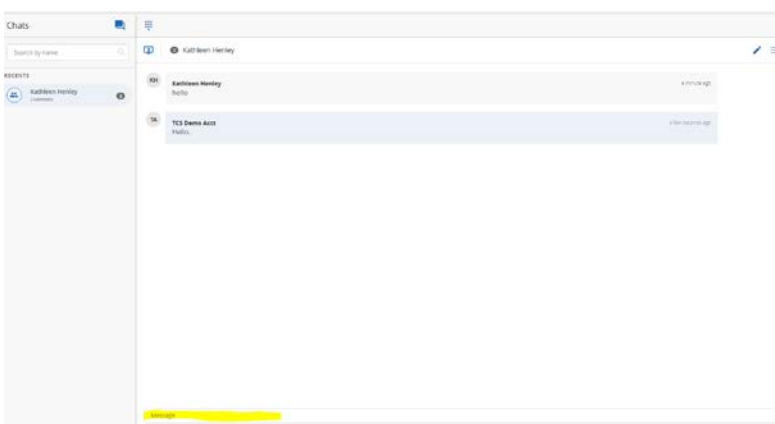 Chats
Search by name
Kathleen Henley
RECENTS
Kathleen Henley
KH
Kathleen Henley
a minute ago
hello
TA
TCS Demo Acct
a few seconds ago
Hello.
Message